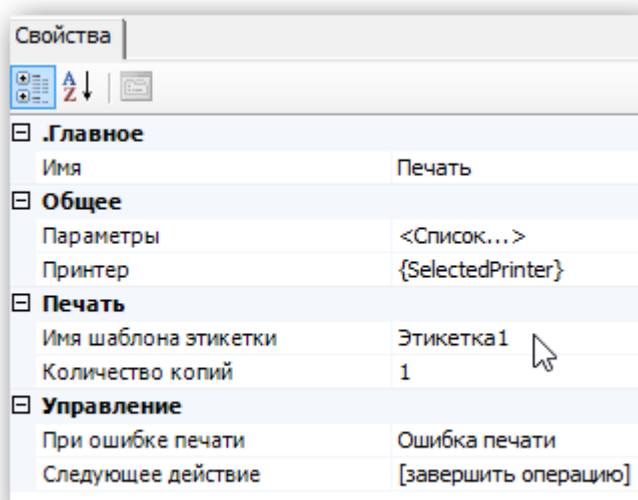 Свойства
.Главное
Имя Печать
Общее
Параметры <Список...>
Принтер {SelectedPrinter}
Печать
Имя шаблона этикетки Этикетка1
Количество копий 1
Управление
При ошибке печати Ошибка печати
Следующее действие [завершить операцию]